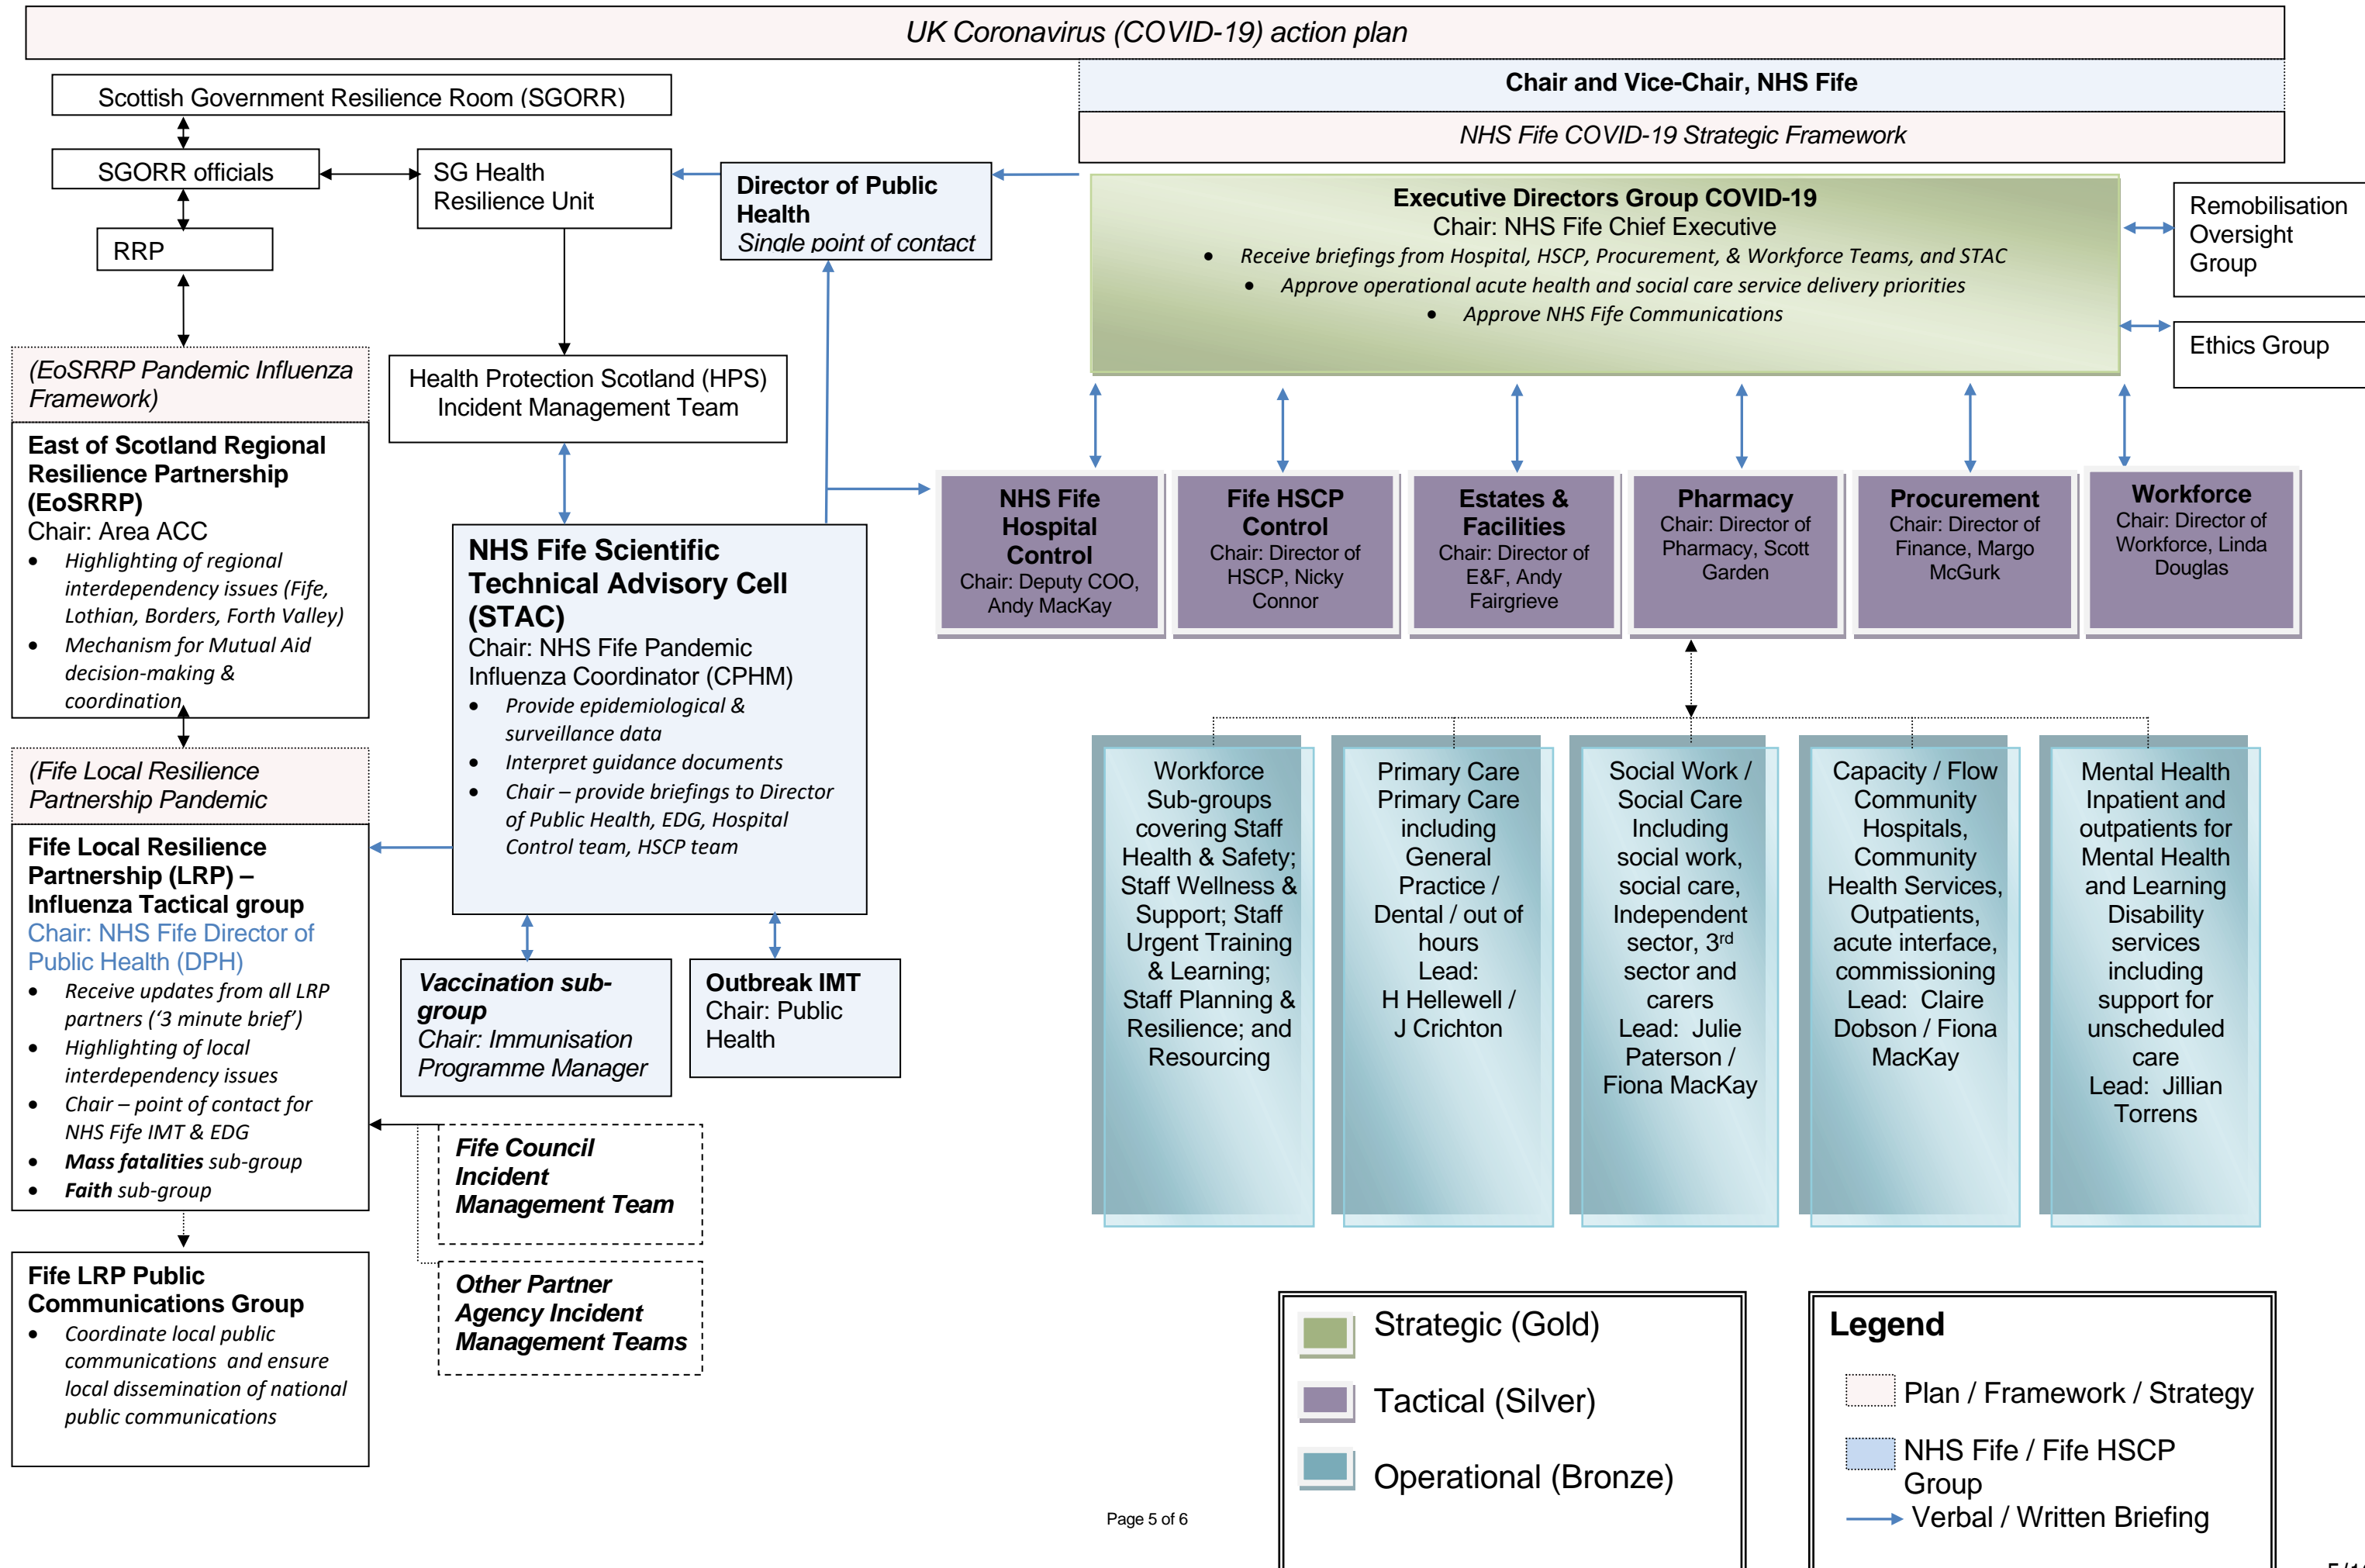 UK Coronavirus (COVID-19) action plan
Scottish Government Resilience Room (SGORR)
Chair and Vice-Chair, NHS Fife
NHS Fife COVID-19 Strategic Framework
SGORR officials
SG Health
Resilience Unit
Director of Public
Health
Single point of contact
RRP
Executive Directors Group COVID-19
Chair: NHS Fife Chief Executive
• Receive briefings from Hospital, HSCP, Procurement, & Workforce Teams, and STAC
• Approve operational acute health and social care service delivery priorities
• Approve NHS Fife Communications
Remobilisation
Oversight
Group
Ethics Group
(EoSRRP Pandemic Influenza
Framework)
East of Scotland Regional
Resilience Partnership
(EoSRRP)
Chair: Area ACC
• Highlighting of regional
interdependency issues (Fife,
Lothian, Borders, Forth Valley)
• Mechanism for Mutual Aid
decision-making &
coordination
Health Protection Scotland (HPS)
Incident Management Team
NHS Fife Scientific
Technical Advisory Cell
(STAC)
Chair: NHS Fife Pandemic
Influenza Coordinator (CPHM)
• Provide epidemiological &
surveillance data
• Interpret guidance documents
• Chair – provide briefings to Director
of Public Health, EDG, Hospital
Control team, HSCP team
NHS Fife
Hospital
Control
Chair: Deputy COO,
Andy MacKay
Fife HSCP
Control
Chair: Director of
HSCP, Nicky
Connor
Estates &
Facilities
Chair: Director of
E&F, Andy
Fairgrieve
Pharmacy
Chair: Director of
Pharmacy, Scott
Garden
Procurement
Chair: Director of
Finance, Margo
McGurk
Workforce
Chair: Director of
Workforce, Linda
Douglas
(Fife Local Resilience
Partnership Pandemic
Fife Local Resilience
Partnership (LRP) –
Influenza Tactical group
Chair: NHS Fife Director of
Public Health (DPH)
• Receive updates from all LRP
partners (‘3 minute brief’)
• Highlighting of local
interdependency issues
• Chair – point of contact for
NHS Fife IMT & EDG
• Mass fatalities sub-group
• Faith sub-group
Vaccination sub-
group
Chair: Immunisation
Programme Manager
Outbreak IMT
Chair: Public
Health
Fife Council
Incident
Management Team
Other Partner
Agency Incident
Management Teams
Fife LRP Public
Communications Group
• Coordinate local public
communications and ensure
local dissemination of national
public communications
Workforce
Sub-groups
covering Staff
Health & Safety;
Staff Wellness &
Support; Staff
Urgent Training
& Learning;
Staff Planning &
Resilience; and
Resourcing
Primary Care
Primary Care
including
General
Practice /
Dental / out of
hours
Lead:
H Hellewell /
J Crichton
Social Work /
Social Care
Including
social work,
social care,
Independent
sector, 3rd
sector and
carers
Lead: Julie
Paterson /
Fiona MacKay
Capacity / Flow
Community
Hospitals,
Community
Health Services,
Outpatients,
acute interface,
commissioning
Lead: Claire
Dobson / Fiona
MacKay
Mental Health
Inpatient and
outpatients for
Mental Health
and Learning
Disability
services
including
support for
unscheduled
care
Lead: Jillian
Torrens
Strategic (Gold)
Tactical (Silver)
Operational (Bronze)
Legend
Plan / Framework / Strategy
NHS Fife / Fife HSCP
Group
Verbal / Written Briefing
Page 5 of 6